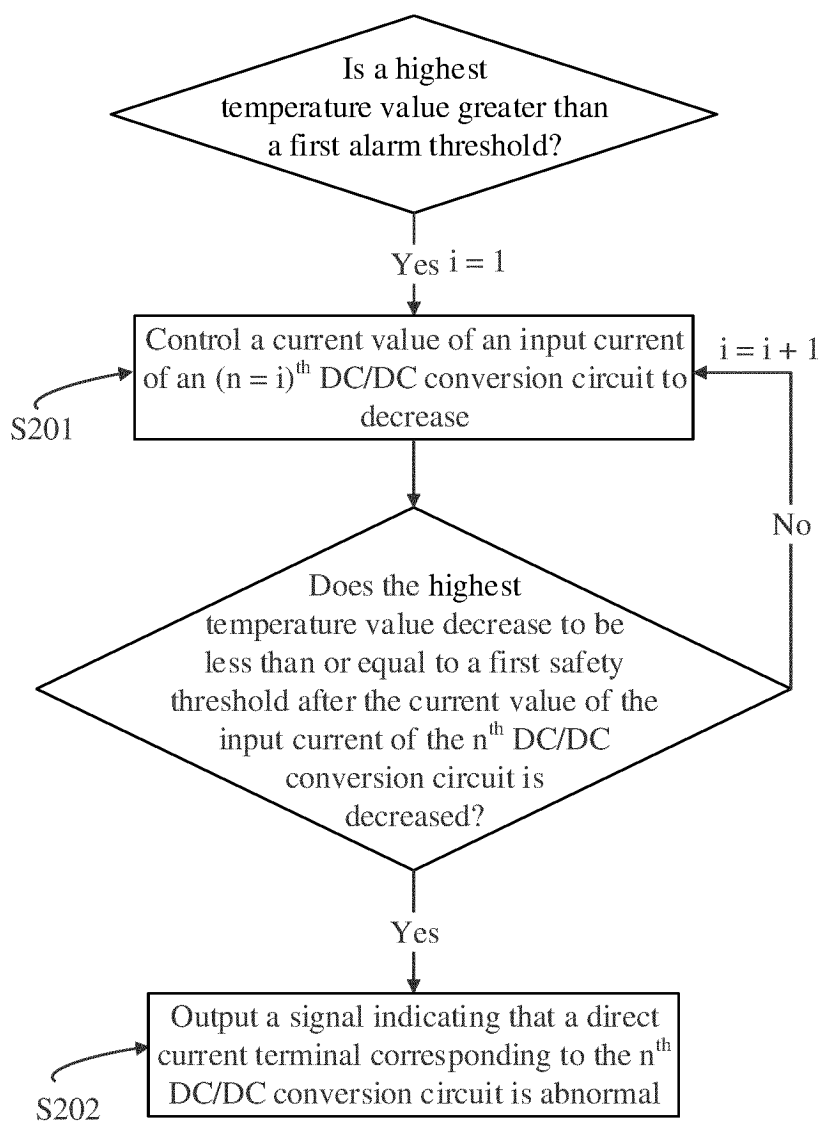 Is a highest
temperature value greater than
a first alarm threshold?
Yes i = 1
Control a current value of an input current
of an (n = i)th DC/DC conversion circuit to
decrease
i = i + 1
S201
No
Does the highest
temperature value decrease to be
less than or equal to a first safety
threshold after the current value of the
input current of the nth DC/DC
conversion circuit is
decreased?
Yes
Output a signal indicating that a direct
current terminal corresponding to the nth
DC/DC conversion circuit is abnormal
S202